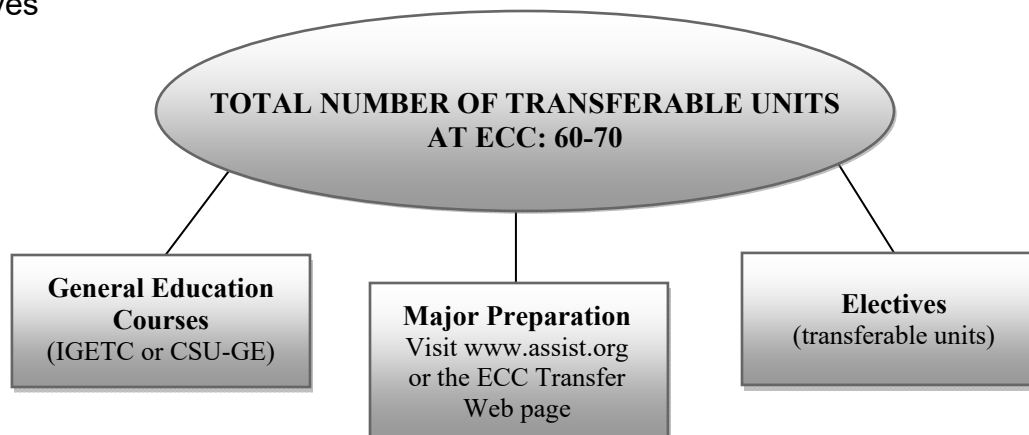 TOTAL NUMBER OF TRANSFERABLE UNITS
AT ECC: 60-70
General Education
Courses
(IGETC or CSU-GE)
Major Preparation
Visit www.assist.org
or the ECC Transfer
Web page
Electives
(transferable units)